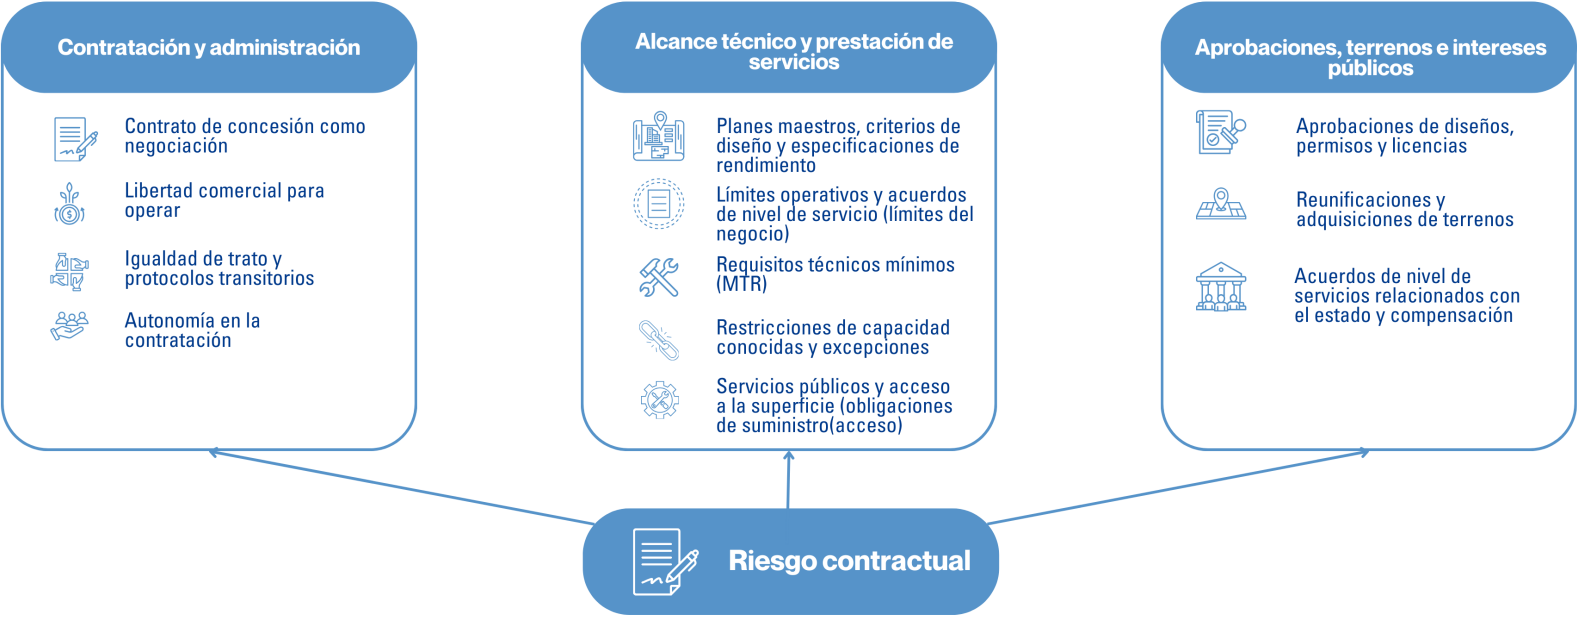 Contratación y administración
Contrato de concesión como
negociación
Libertad comercial para
operar
Igualdad de trato y
protocolos transitorios
Autonomía en la
contratación
Alcance técnico y prestación de
servicios
Planes maestros, criterios de
diseño y especificaciones de
rendimiento
Límites operativos y acuerdos
de nivel de servicio (límites del
negocio)
Requisitos técnicos mínimos
(MTR)
Restricciones de capacidad
conocidas y excepciones
Servicios públicos y acceso
a la superficie (obligaciones
de suministro(acceso)
Aprobaciones, terrenos e intereses
públicos
Aprobaciones de diseños,
permisos y licencias
Reunificaciones y
adquisiciones de terrenos
Acuerdos de nivel de
servicios relacionados con
el estado y compensación
Riesgo contractual